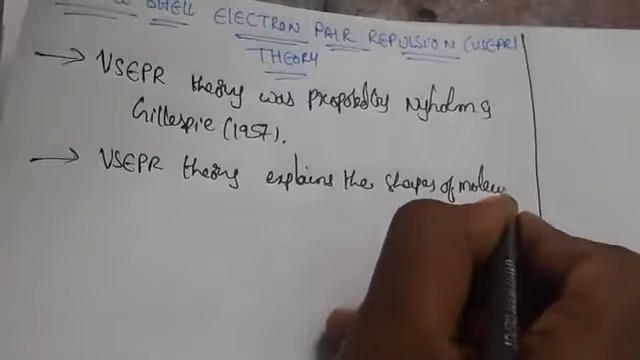 SHELL ELECTRON PAIR REPULSION (VSEPR)
THEORY
→ VSEPR theory was proposed by Nyholm &
Gillespie (1957).
→ VSEPR theory explains the shapes of molecu